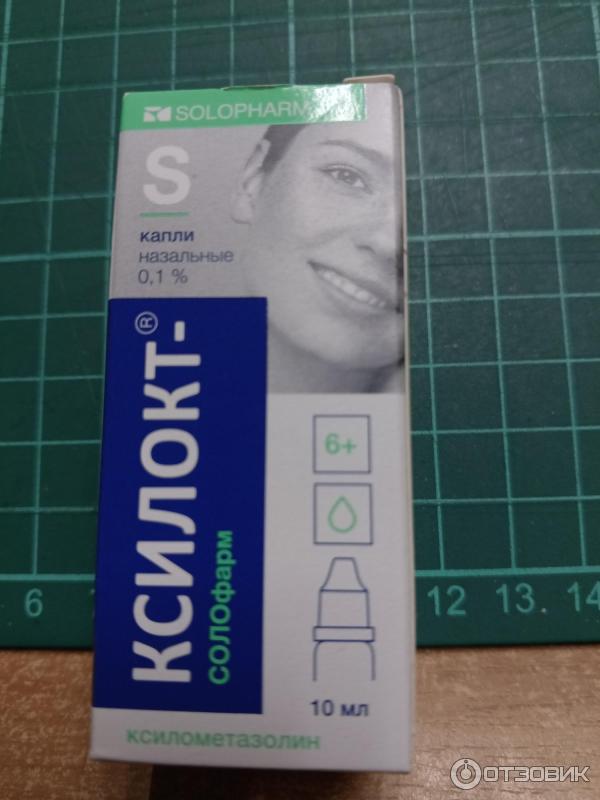 SOLOPHARM
S
капли
назальные
0,1 %
КСИЛОКТ-®
СОЛОфарм
6+
10 мл
ксилометазолин
6
12 13. 14
ОТЗОВИК